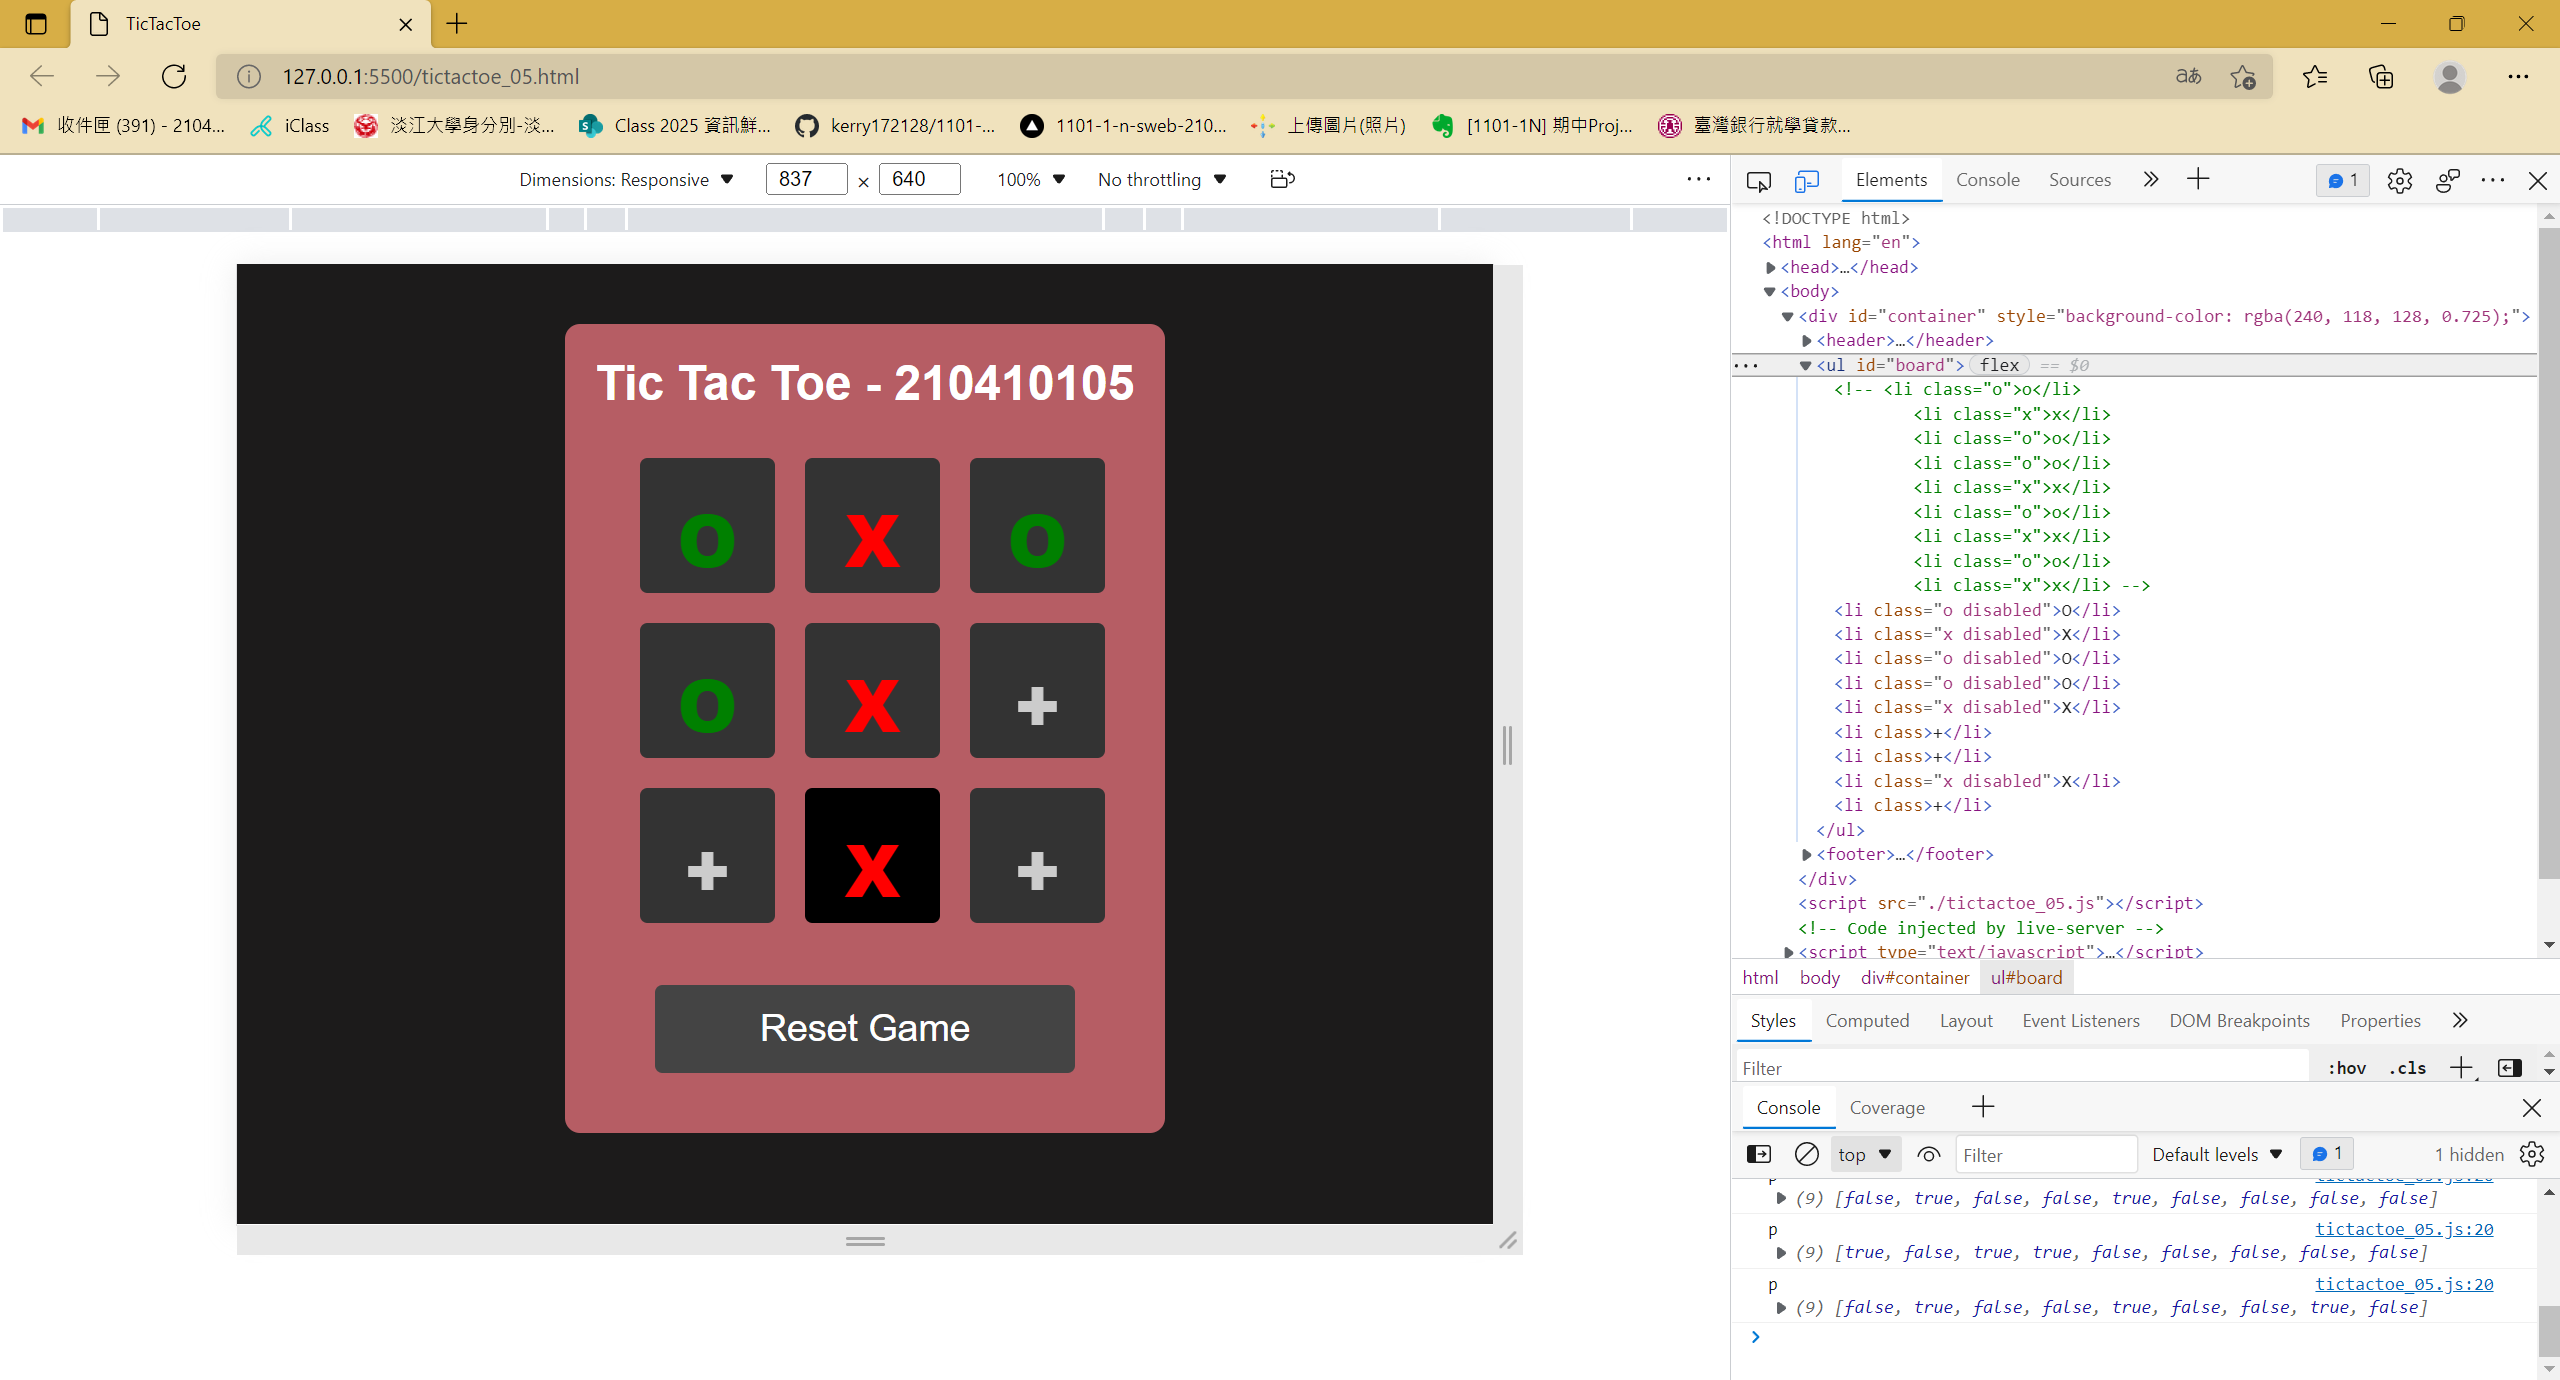 TicTacToe
127.0.0.1:5500/tictactoe_05.html
aあ
收件匣 (391) - 2104... iClass 淡江大學身分別-淡... Class 2025 資訊鮮... kerry172128/1101-... 1101-1-n-sweb-210... 上傳圖片(照片) [1101-1N] 期中Proj... 臺灣銀行就學貸款...
Dimensions: Responsive 837 × 640 100% No throttling
Tic Tac Toe - 210410105
o x o
o x +
+ x +
Reset Game
Elements Console Sources 1
<!DOCTYPE html>
<html lang="en">
<head>…</head>
<body>
<div id="container" style="background-color: rgba(240, 118, 128, 0.725);">
<header>…</header>
<ul id="board"> flex == $0
<!-- <li class="o">o</li>
<li class="x">x</li>
<li class="o">o</li>
<li class="o">o</li>
<li class="x">x</li>
<li class="o">o</li>
<li class="x">x</li>
<li class="o">o</li>
<li class="x">x</li> -->
<li class="o disabled">O</li>
<li class="x disabled">X</li>
<li class="o disabled">O</li>
<li class="o disabled">O</li>
<li class="x disabled">X</li>
<li class>+</li>
<li class>+</li>
<li class="x disabled">X</li>
<li class>+</li>
</ul>
<footer>…</footer>
</div>
<script src="./tictactoe_05.js"></script>
<!-- Code injected by live-server -->
<script type="text/javascript">…</script>
html body div#container ul#board
Styles Computed Layout Event Listeners DOM Breakpoints Properties
Filter :hov .cls
Console Coverage
top Filter Default levels 1 1 hidden
p tictactoe_05.js:20
(9) [false, true, false, false, true, false, false, false, false]
p tictactoe_05.js:20
(9) [true, false, true, true, false, false, false, false, false]
p tictactoe_05.js:20
(9) [false, true, false, false, true, false, false, true, false]